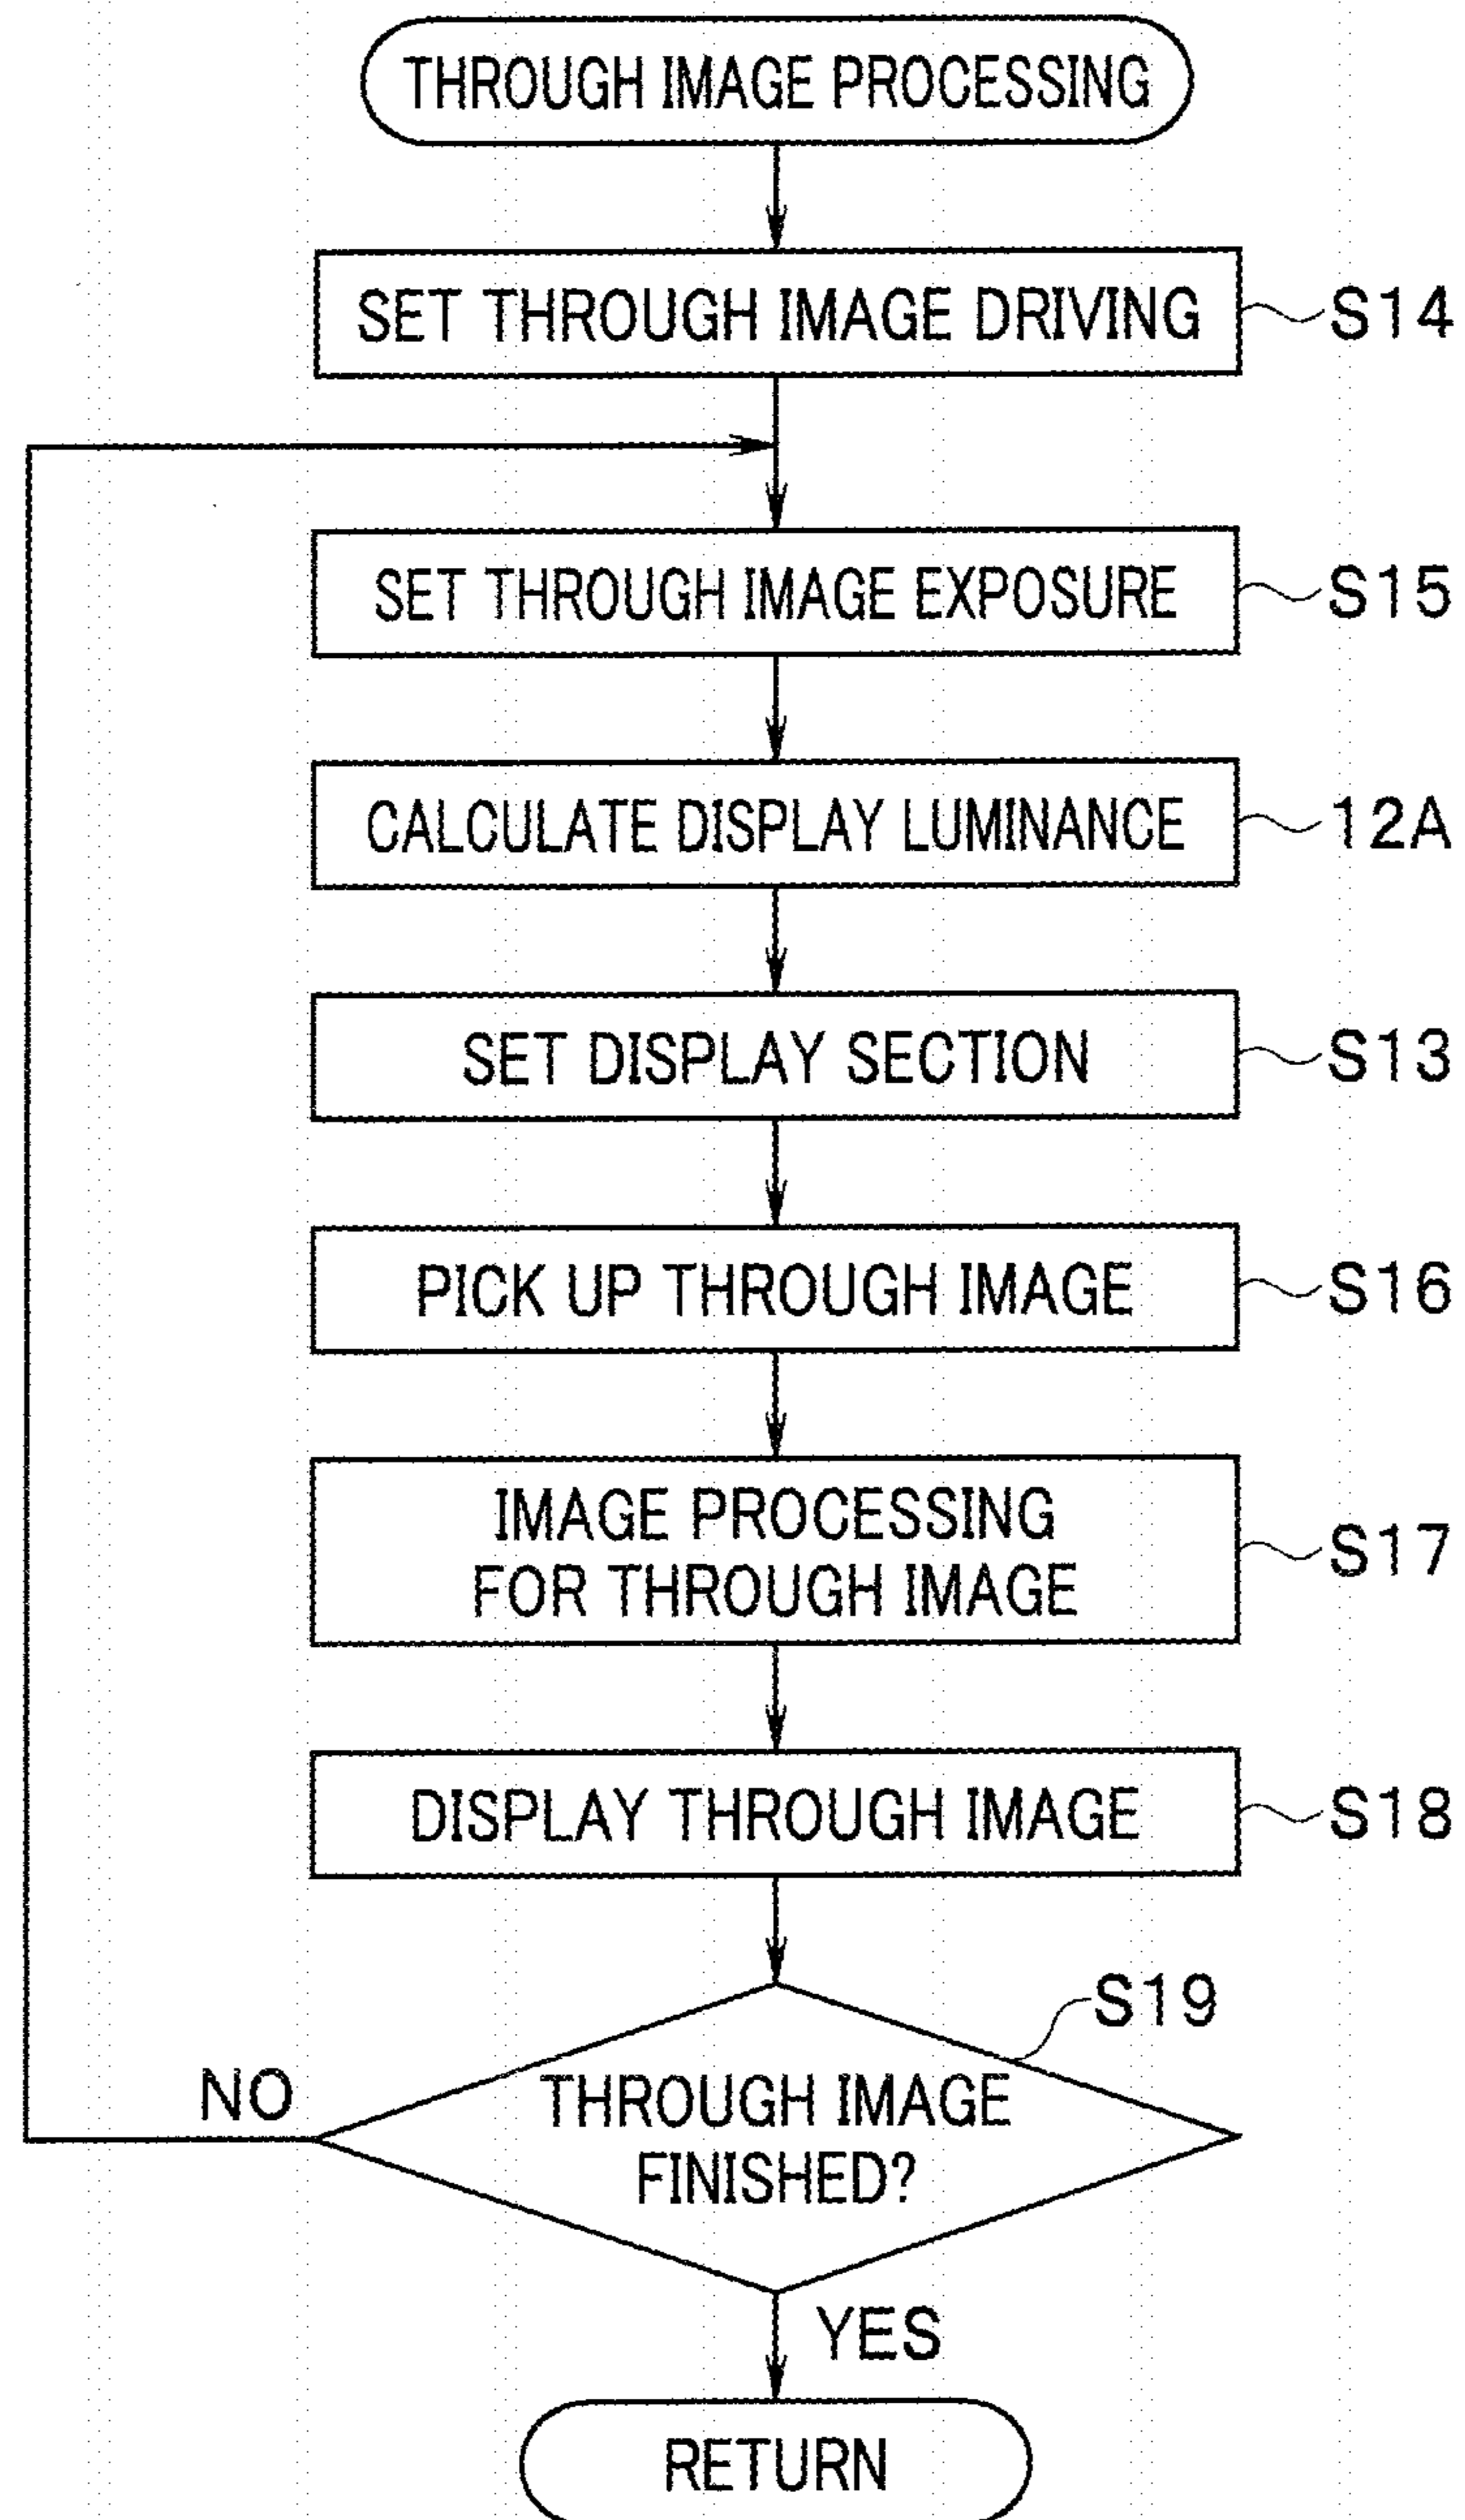 THROUGH IMAGE PROCESSING
SET THROUGH IMAGE DRIVING
S14
SET THROUGH IMAGE EXPOSURE
S15
CALCULATE DISPLAY LUMINANCE
12A
SET DISPLAY SECTION
S13
PICK UP THROUGH IMAGE
S16
IMAGE PROCESSING
FOR THROUGH IMAGE
S17
DISPLAY THROUGH IMAGE
S18
S19
THROUGH IMAGE
FINISHED?
NO
YES
RETURN